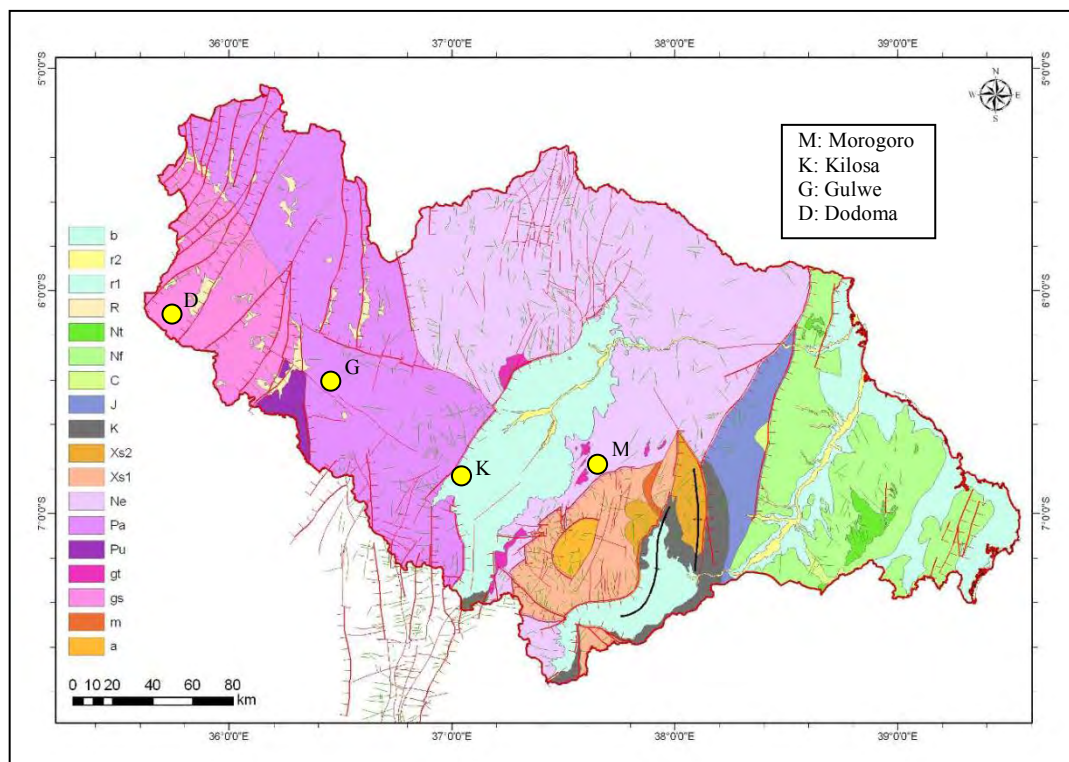 36°0'0"E 37°0'0"E 38°0'0"E 39°0'0"E
5°0'0"S 5°0'0"S
N
W E
S
M: Morogoro
K: Kilosa
G: Gulwe
D: Dodoma
b
r2
r1
R
Nt
Nf
C
J
K
Xs2
Xs1
Ne
Pa
Pu
gt
gs
m
a
6°0'0"S 6°0'0"S
D
G
K
M
7°0'0"S 7°0'0"S
0 10 20 40 60 80
km
36°0'0"E 37°0'0"E 38°0'0"E 39°0'0"E